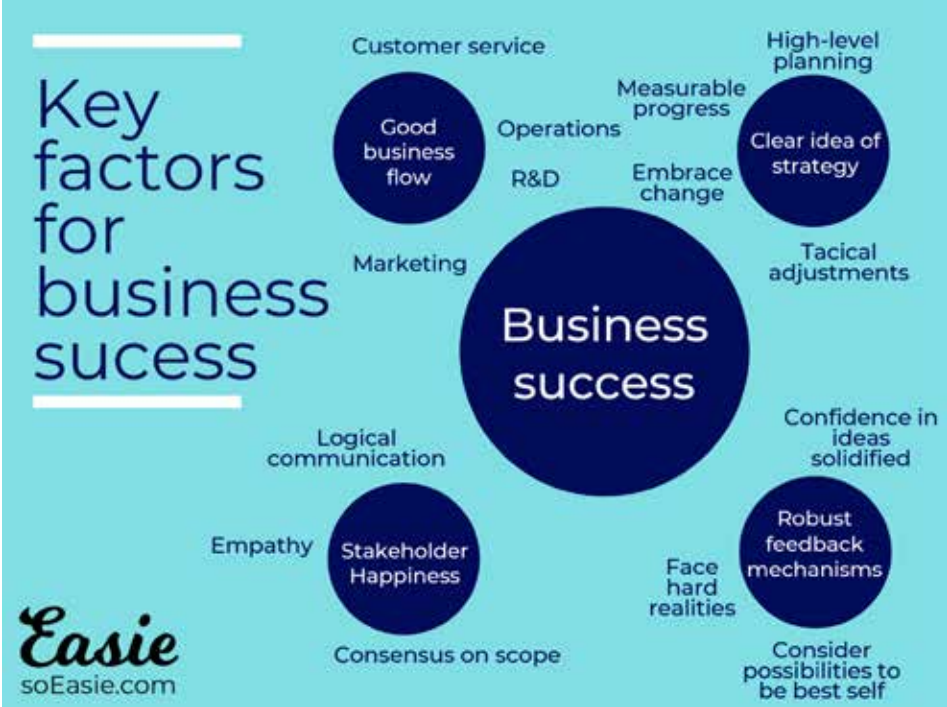 Key
factors
for
business
sucess
Customer service
Good
business
flow
Operations
R&D
Marketing
High-level
planning
Measurable
progress
Clear idea of
strategy
Embrace
change
Tacical
adjustments
Business
success
Logical
communication
Empathy
Stakeholder
Happiness
Consensus on scope
Confidence in
ideas
solidified
Robust
feedback
mechanisms
Face
hard
realities
Consider
possibilities to
be best self
Easie
soEasie.com